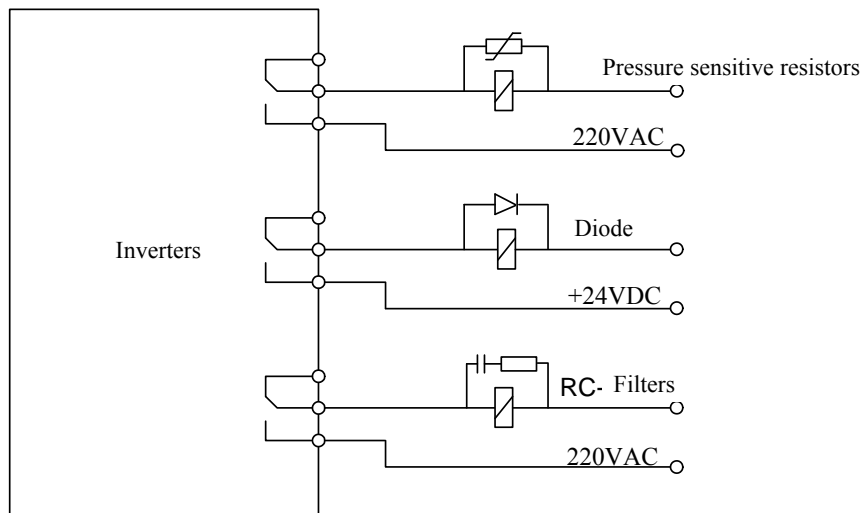 Pressure sensitive resistors
220VAC
Diode
Inverters
+24VDC
RC- Filters
220VAC